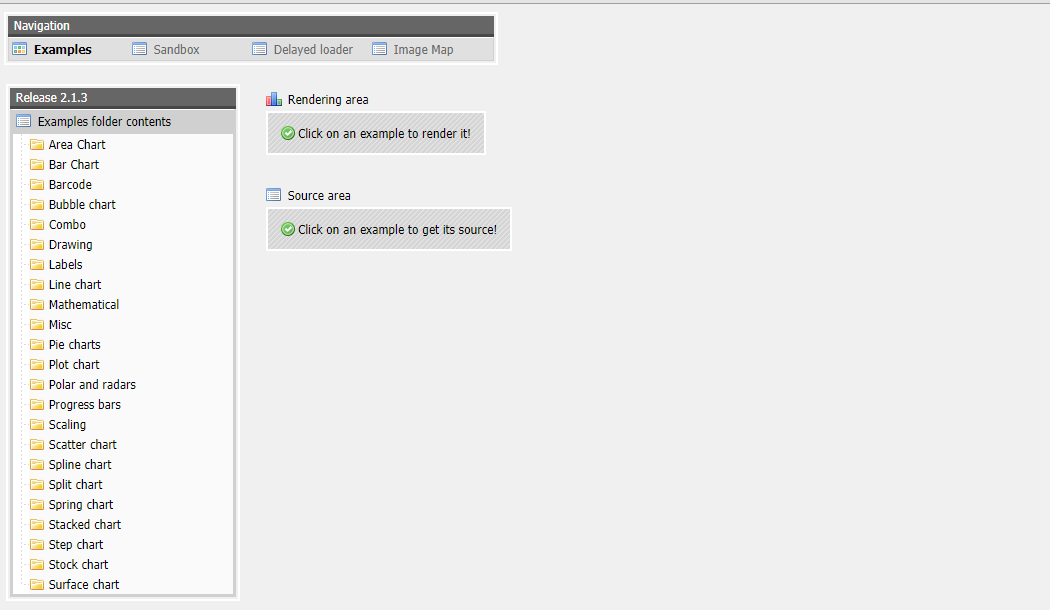 Navigation
Examples Sandbox Delayed loader Image Map
Release 2.1.3
Examples folder contents
Area Chart
Bar Chart
Barcode
Bubble chart
Combo
Drawing
Labels
Line chart
Mathematical
Misc
Pie charts
Plot chart
Polar and radars
Progress bars
Scaling
Scatter chart
Spline chart
Split chart
Spring chart
Stacked chart
Step chart
Stock chart
Surface chart
Rendering area
Click on an example to render it!
Source area
Click on an example to get its source!